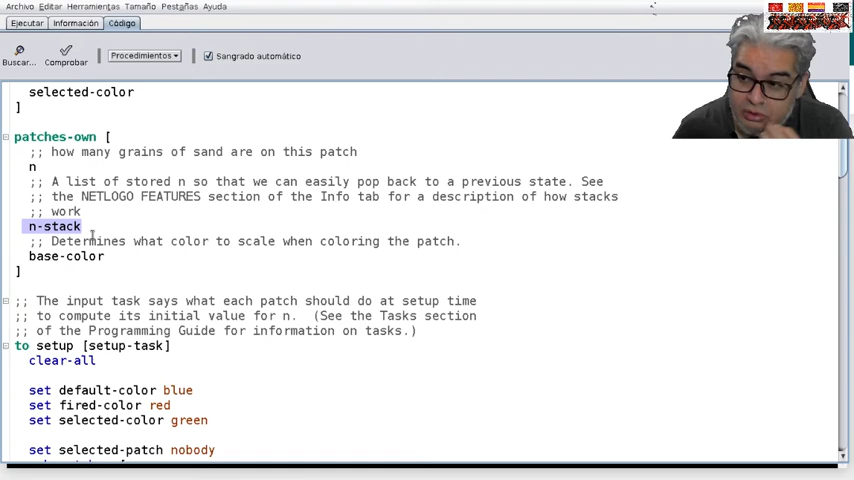 Archivo Editar Herramientas Tamaño Pestañas Ayuda
Ejecutar Información Código
Buscar... Comprobar Procedimientos Sangrado automático
selected-color
]
patches-own [
;; how many grains of sand are on this patch
n
;; A list of stored n so that we can easily pop back to a previous state. See
;; the NETLOGO FEATURES section of the Info tab for a description of how stacks
;; work
n-stack
;; Determines what color to scale when coloring the patch.
base-color
]
;; The input task says what each patch should do at setup time
;; to compute its initial value for n. (See the Tasks section
;; of the Programming Guide for information on tasks.)
to setup [setup-task]
clear-all
set default-color blue
set fired-color red
set selected-color green
set selected-patch nobody